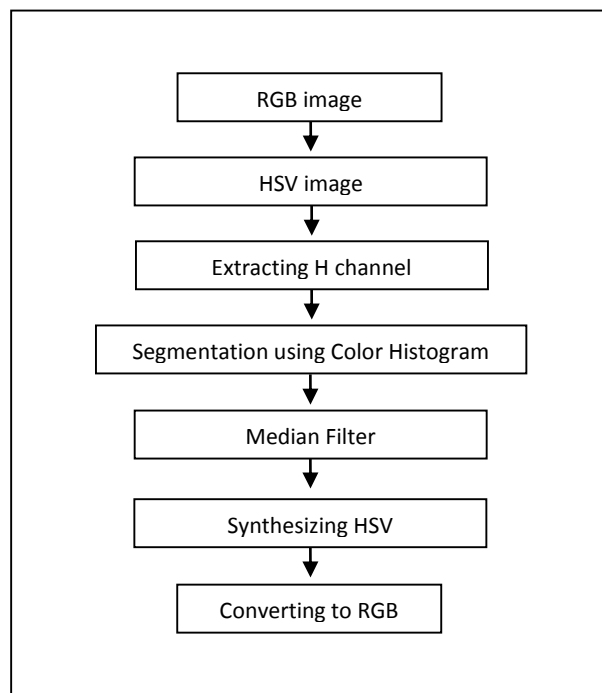 RGB image
HSV image
Extracting H channel
Segmentation using Color Histogram
Median Filter
Synthesizing HSV
Converting to RGB